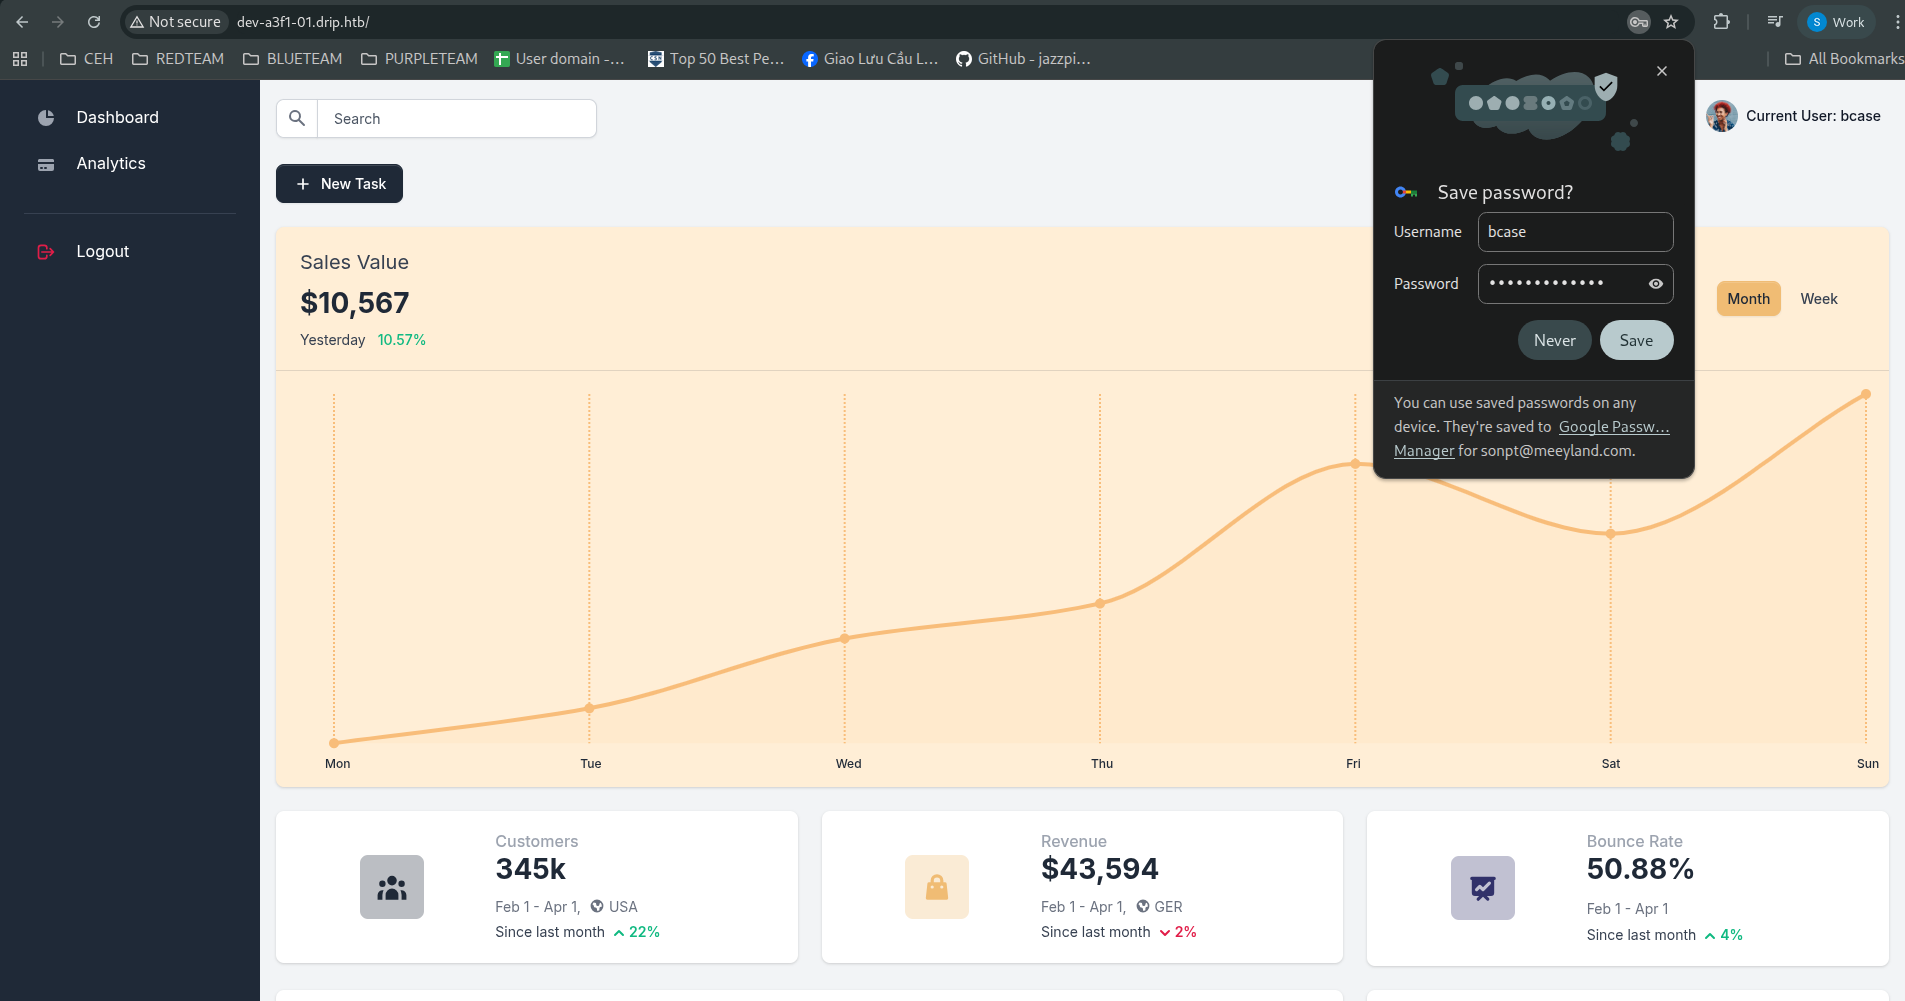 Not secure dev-a3f1-01.drip.htb/ S Work
CEH REDTEAM BLUETEAM PURPLETEAM User domain -... Top 50 Best Pe... Giao Lưu Cầu L... GitHub - jazzpi... All Bookmarks
Dashboard
Analytics
Logout
Search
Current User: bcase
New Task
Sales Value
$10,567
Yesterday 10.57%
Month Week
Save password?
Username bcase
Password •••••••••••••
Never Save
You can use saved passwords on any
device. They're saved to Google Passw...
Manager for sonpt@meeyland.com.
Mon Tue Wed Thu Fri Sat Sun
Customers
345k
Feb 1 - Apr 1, USA
Since last month 22%
Revenue
$43,594
Feb 1 - Apr 1, GER
Since last month 2%
Bounce Rate
50.88%
Feb 1 - Apr 1
Since last month 4%